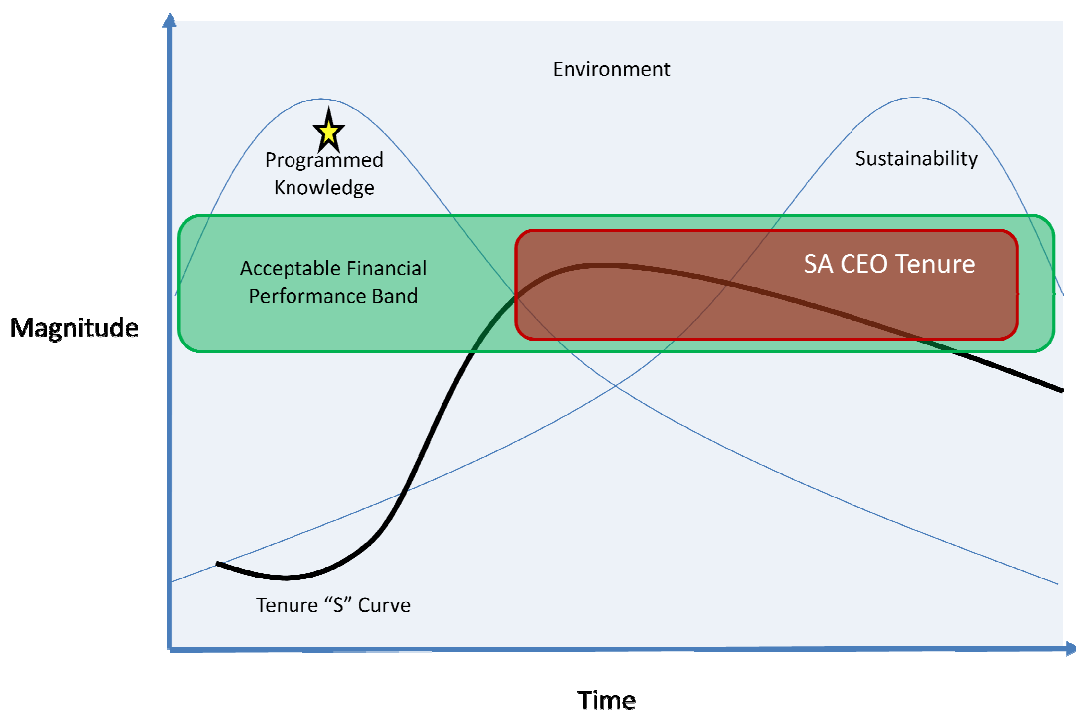 Environment
Programmed
Knowledge
Sustainability
Acceptable Financial
Performance Band
SA CEO Tenure
Magnitude
Tenure “S” Curve
Time